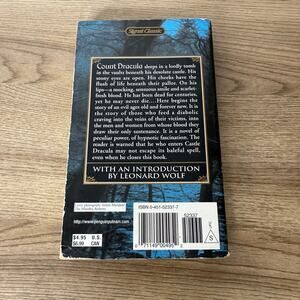 Signet Classic
Count Dracula sleeps in a lordly tomb
in the vaults beneath his desolate castle. His
stony eyes are open. His cheeks have the
flush of life beneath their pallor. On his
lips—a mocking, sensuous smile and scarlet-
fresh blood. He has been dead for centuries,
yet he may never die.... Here begins the
story of an evil ages old and forever new. It
is the story of those who feed a diabolic
craving into the veins of their victims, into
the men and women from whose blood they
draw their only sustenance. It is a novel of
peculiar power, of hypnotic fascination. The
reader is warned that he who enters Castle
Dracula may not escape its baleful spell,
even when he closes this book.
WITH AN INTRODUCTION
BY LEONARD WOLF
www.penguinputnam.com
$4.95 U.S.
$6.99 CAN
ISBN 0-451-52337-7
52337
71149 00495
S